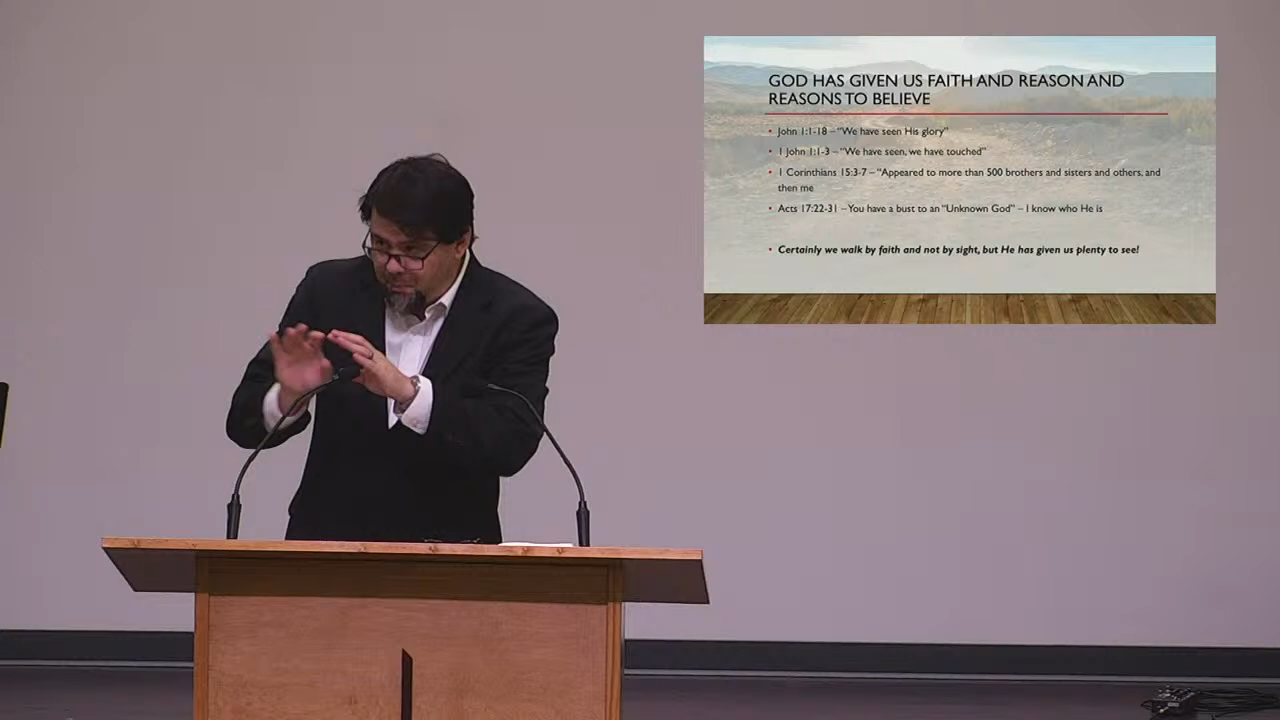 GOD HAS GIVEN US FAITH AND REASON AND
REASONS TO BELIEVE
• John 1:1-18 – "We have seen His glory"
• 1 John 1:1-3 – "We have seen, we have touched"
• 1 Corinthians 15:3-7 – "Appeared to more than 500 brothers and sisters and others, and
then me
• Acts 17:22-31 – You have a bust to an "Unknown God" – I know who He is
• Certainly we walk by faith and not by sight, but He has given us plenty to see!